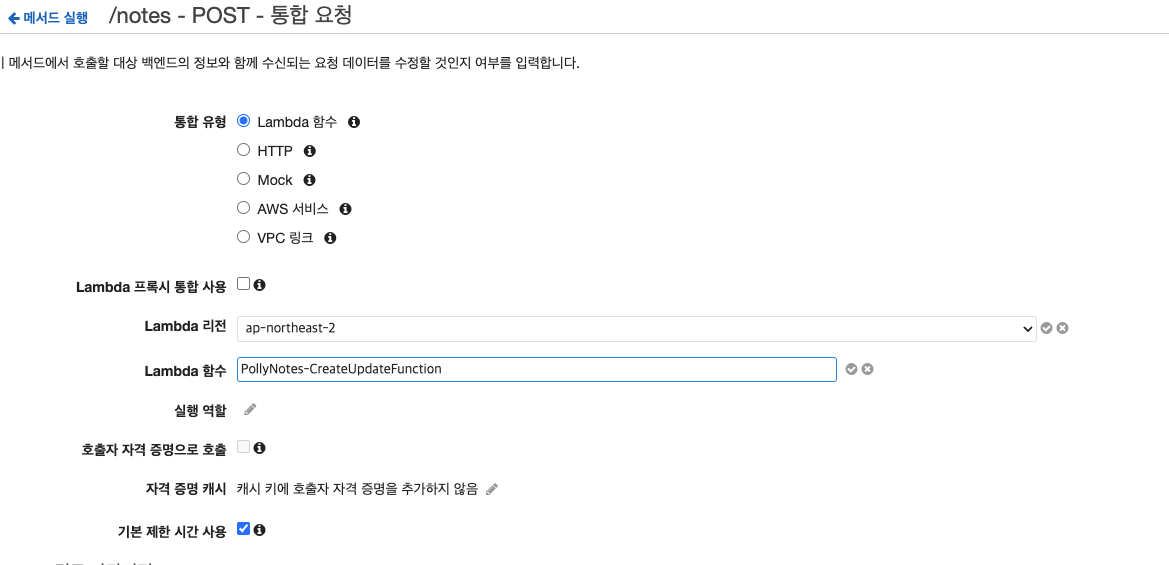 메서드 실행 /notes - POST - 통합 요청
메서드에서 호출할 대상 백엔드의 정보와 함께 수신되는 요청 데이터를 수정할 것인지 여부를 입력합니다.
통합 유형 Lambda 함수
HTTP
Mock
AWS 서비스
VPC 링크
Lambda 프록시 통합 사용
Lambda 리전 ap-northeast-2
Lambda 함수 PollyNotes-CreateUpdateFunction
실행 역할
호출자 자격 증명으로 호출
자격 증명 캐시 캐시 키에 호출자 자격 증명을 추가하지 않음
기본 제한 시간 사용